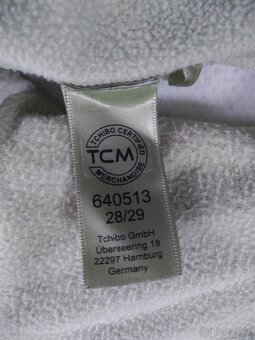 TCHIBO CERTIFIED
TCM
MERCHANDISE
640513
28/29
Tchibo GmbH
Überseering 18
22297 Hamburg
Germany